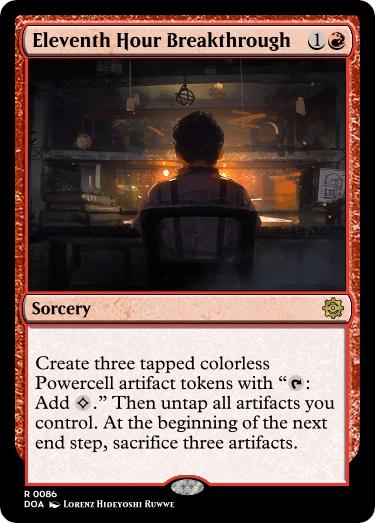 Eleventh Hour Breakthrough 1
Sorcery
Create three tapped colorless
Powercell artifact tokens with “:
Add .” Then untap all artifacts you
control. At the beginning of the next
end step, sacrifice three artifacts.
R 0086
DOA Lorenz Hideyoshi Ruwwe